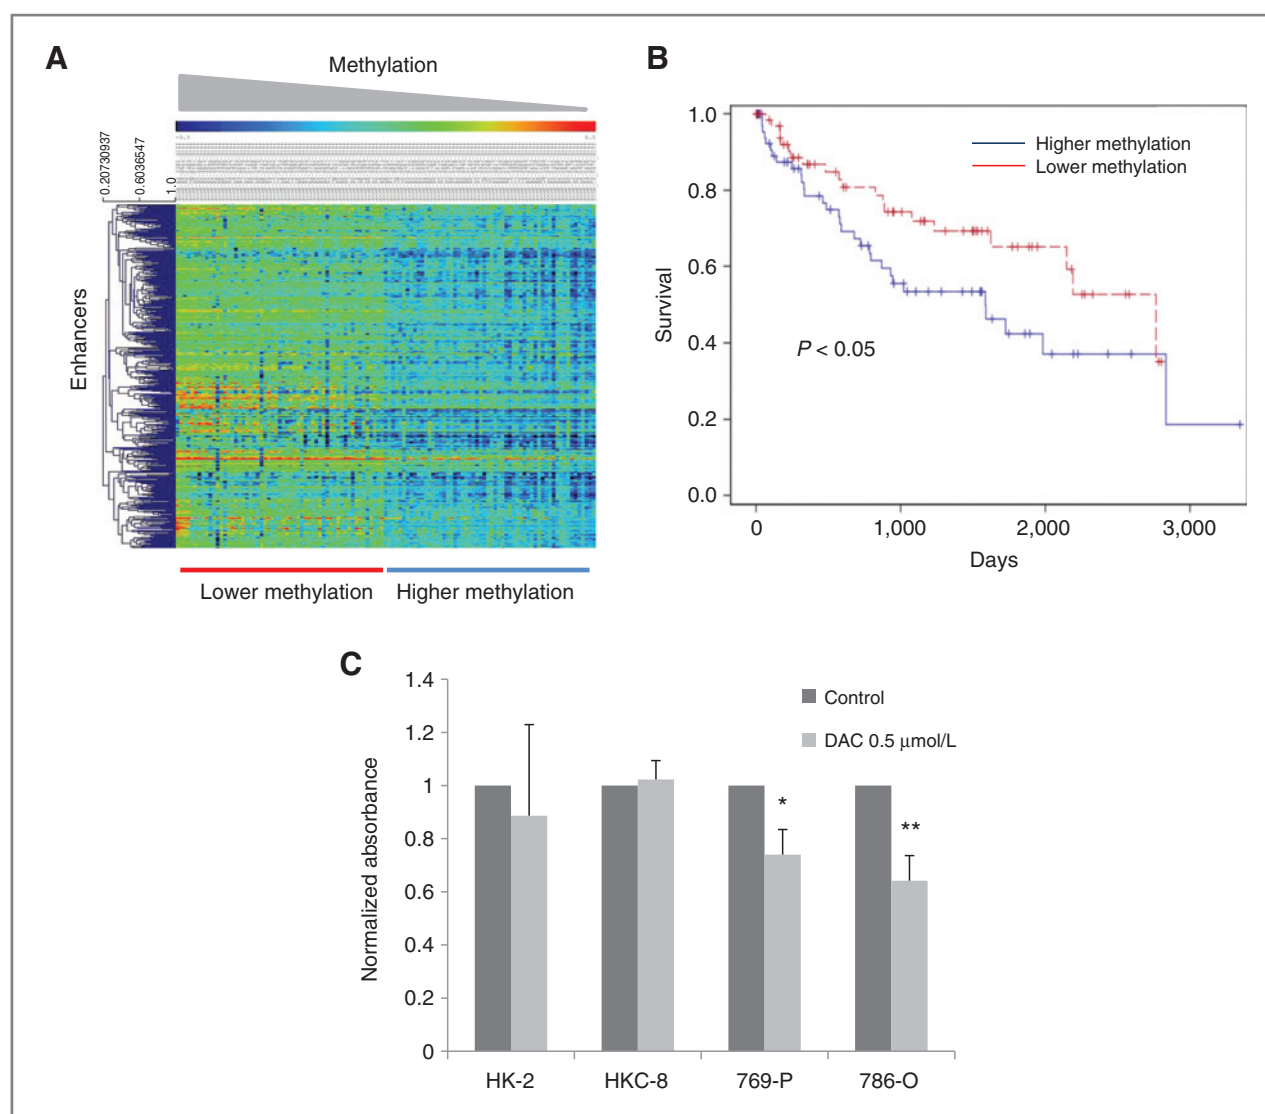 A
Methylation
0.20730937
0.6036547
1.0
Enhancers
Lower methylation
Higher methylation
B
1.0
0.8
0.6
0.4
0.2
0.0
Survival
Higher methylation
Lower methylation
P < 0.05
0
1,000
2,000
3,000
Days
C
1.4
1.2
1
0.8
0.6
0.4
0.2
0
Normalized absorbance
Control
DAC 0.5 μmol/L
*
**
HK-2
HKC-8
769-P
786-O